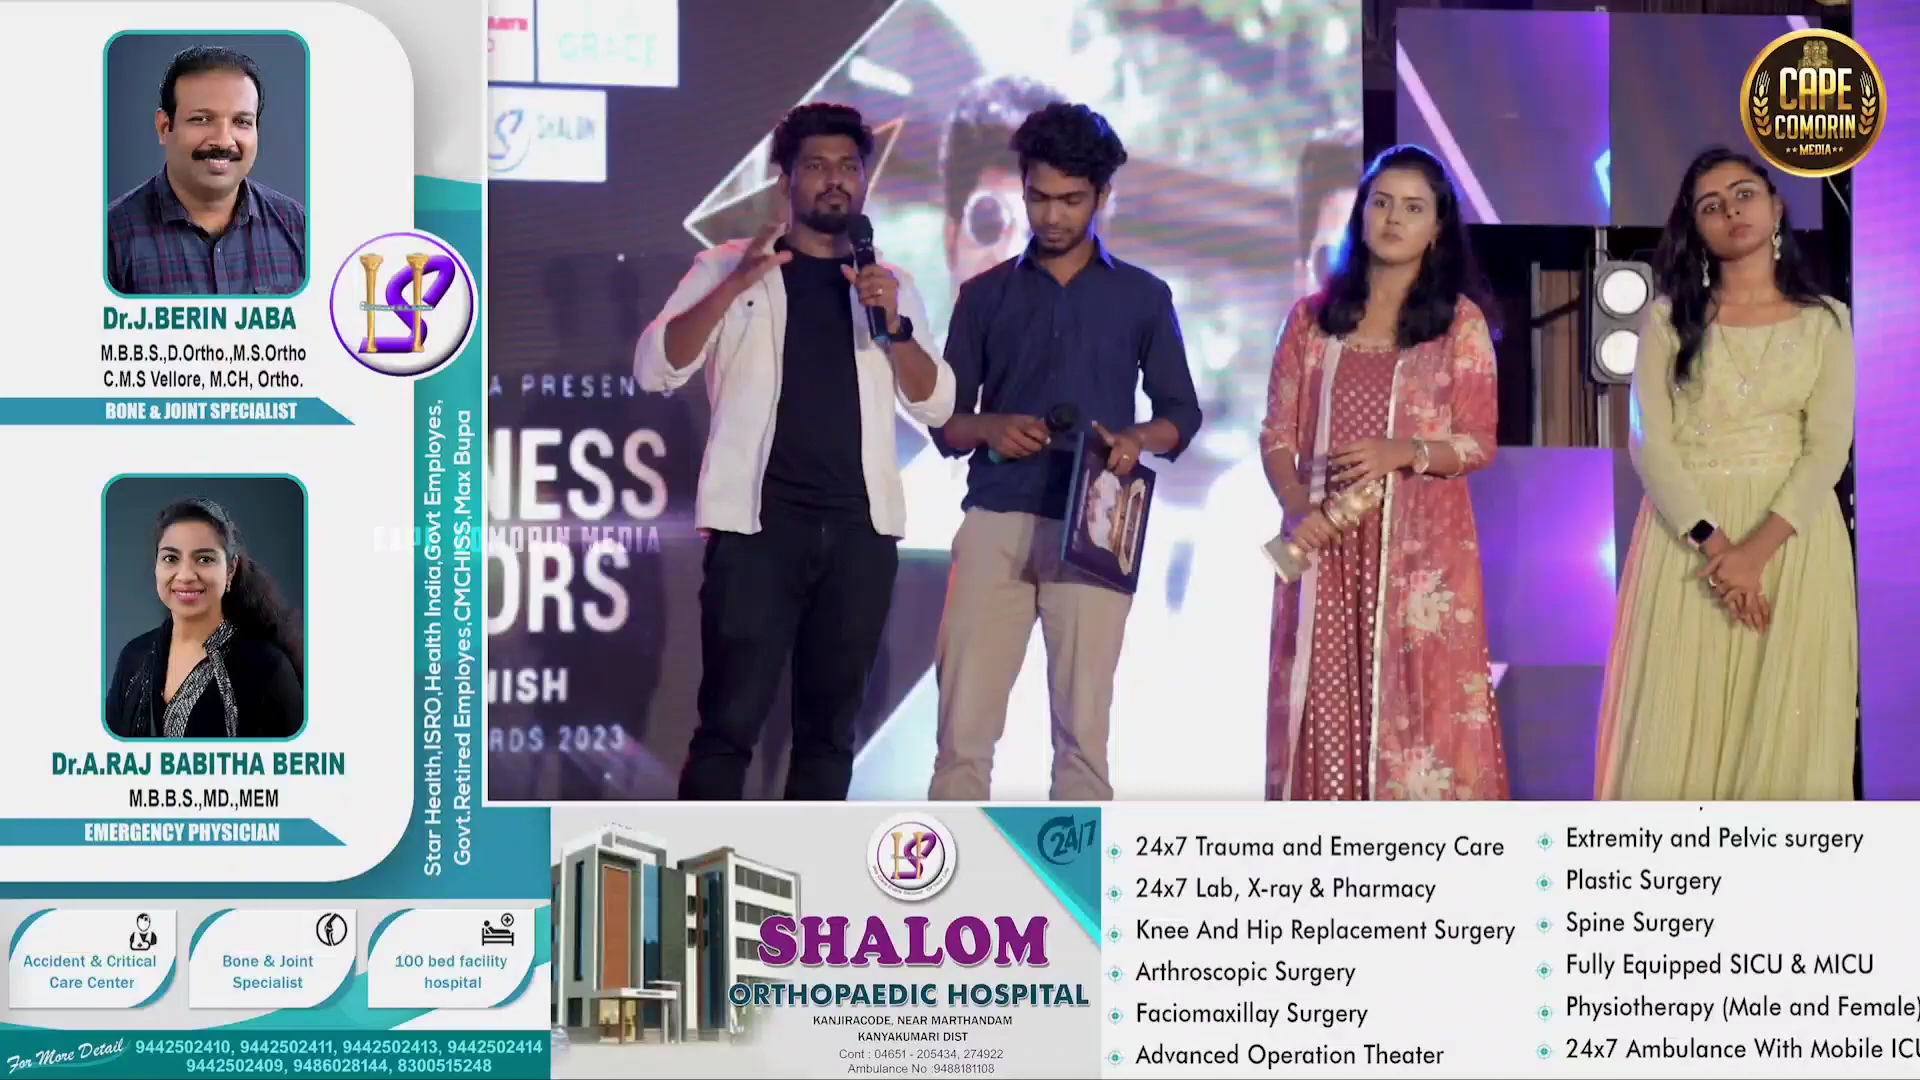 Dr.J.BERIN JABA
M.B.B.S.,D.Ortho.,M.S.Ortho
C.M.S Vellore, M.CH, Ortho.
BONE & JOINT SPECIALIST
Dr.A.RAJ BABITHA BERIN
M.B.B.S.,MD.,MEM
EMERGENCY PHYSICIAN
Star Health,ISRO,Health India,Govt Employes,
Govt.Retired Employes,CMCHISS,Max Bupa
GRACE
SHALOM
A PRESENTS
NESS
ORS
NISH
RDS 2023
COMORIN MEDIA
CAPE
COMORIN
MEDIA
Accident & Critical
Care Center
Bone & Joint
Specialist
100 bed facility
hospital
For More Detail
9442502410, 9442502411, 9442502413, 9442502414
9442502409, 9486028144, 8300515248
24/7
SHALOM
ORTHOPAEDIC HOSPITAL
KANJIRACODE, NEAR MARTHANDAM
KANYAKUMARI DIST
Cont : 04651 - 205434, 274922
Ambulance No :9488181108
24x7 Trauma and Emergency Care
24x7 Lab, X-ray & Pharmacy
Knee And Hip Replacement Surgery
Arthroscopic Surgery
Faciomaxillay Surgery
Advanced Operation Theater
Extremity and Pelvic surgery
Plastic Surgery
Spine Surgery
Fully Equipped SICU & MICU
Physiotherapy (Male and Female)
24x7 Ambulance With Mobile ICU